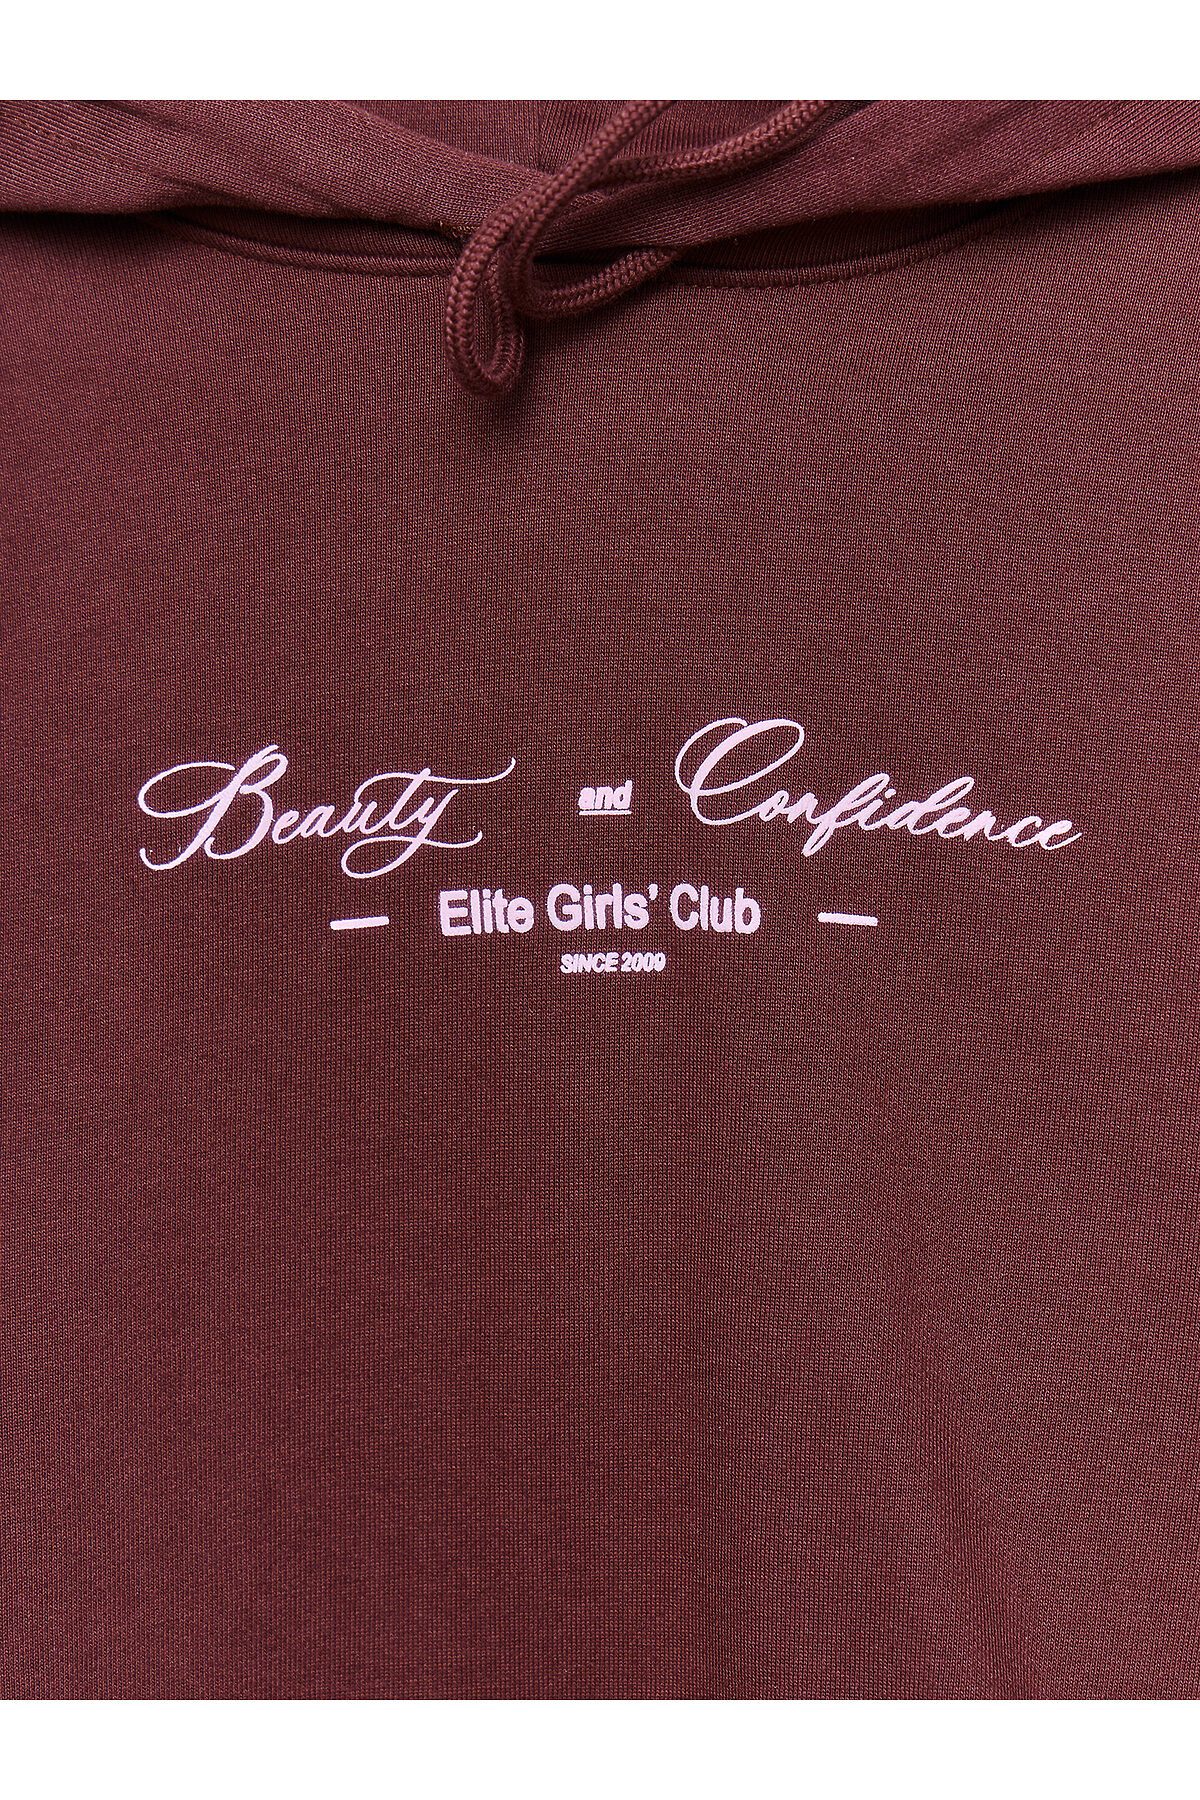 Beauty and Confidence
Elite Girls' Club
SINCE 2009